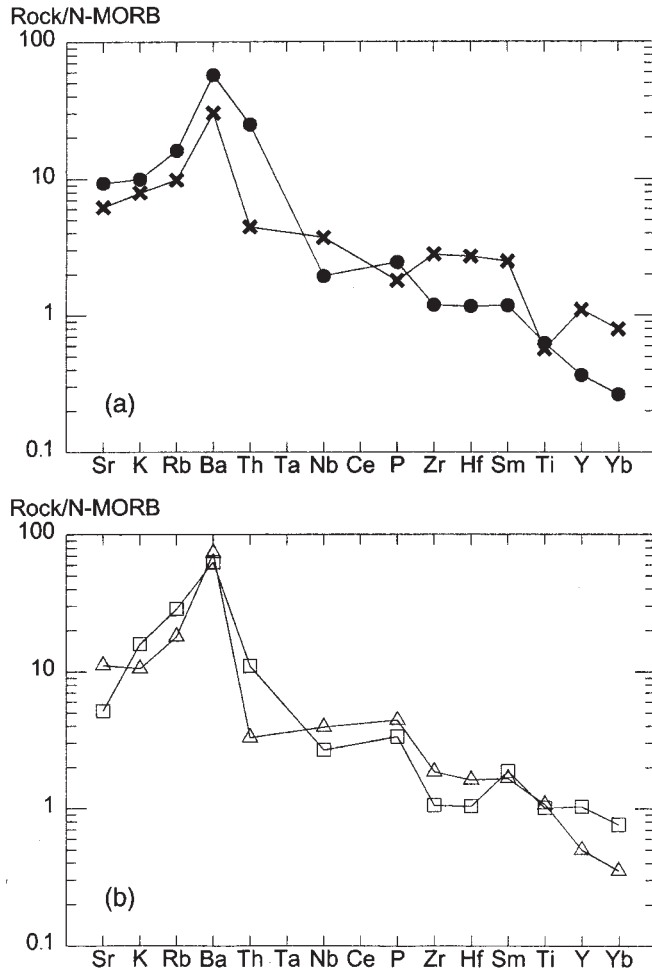 Rock/N-MORB
100
10
1
0.1
(a)
Sr K Rb Ba Th Ta Nb Ce P Zr Hf Sm Ti Y Yb
Rock/N-MORB
100
10
1
0.1
(b)
Sr K Rb Ba Th Ta Nb Ce P Zr Hf Sm Ti Y Yb